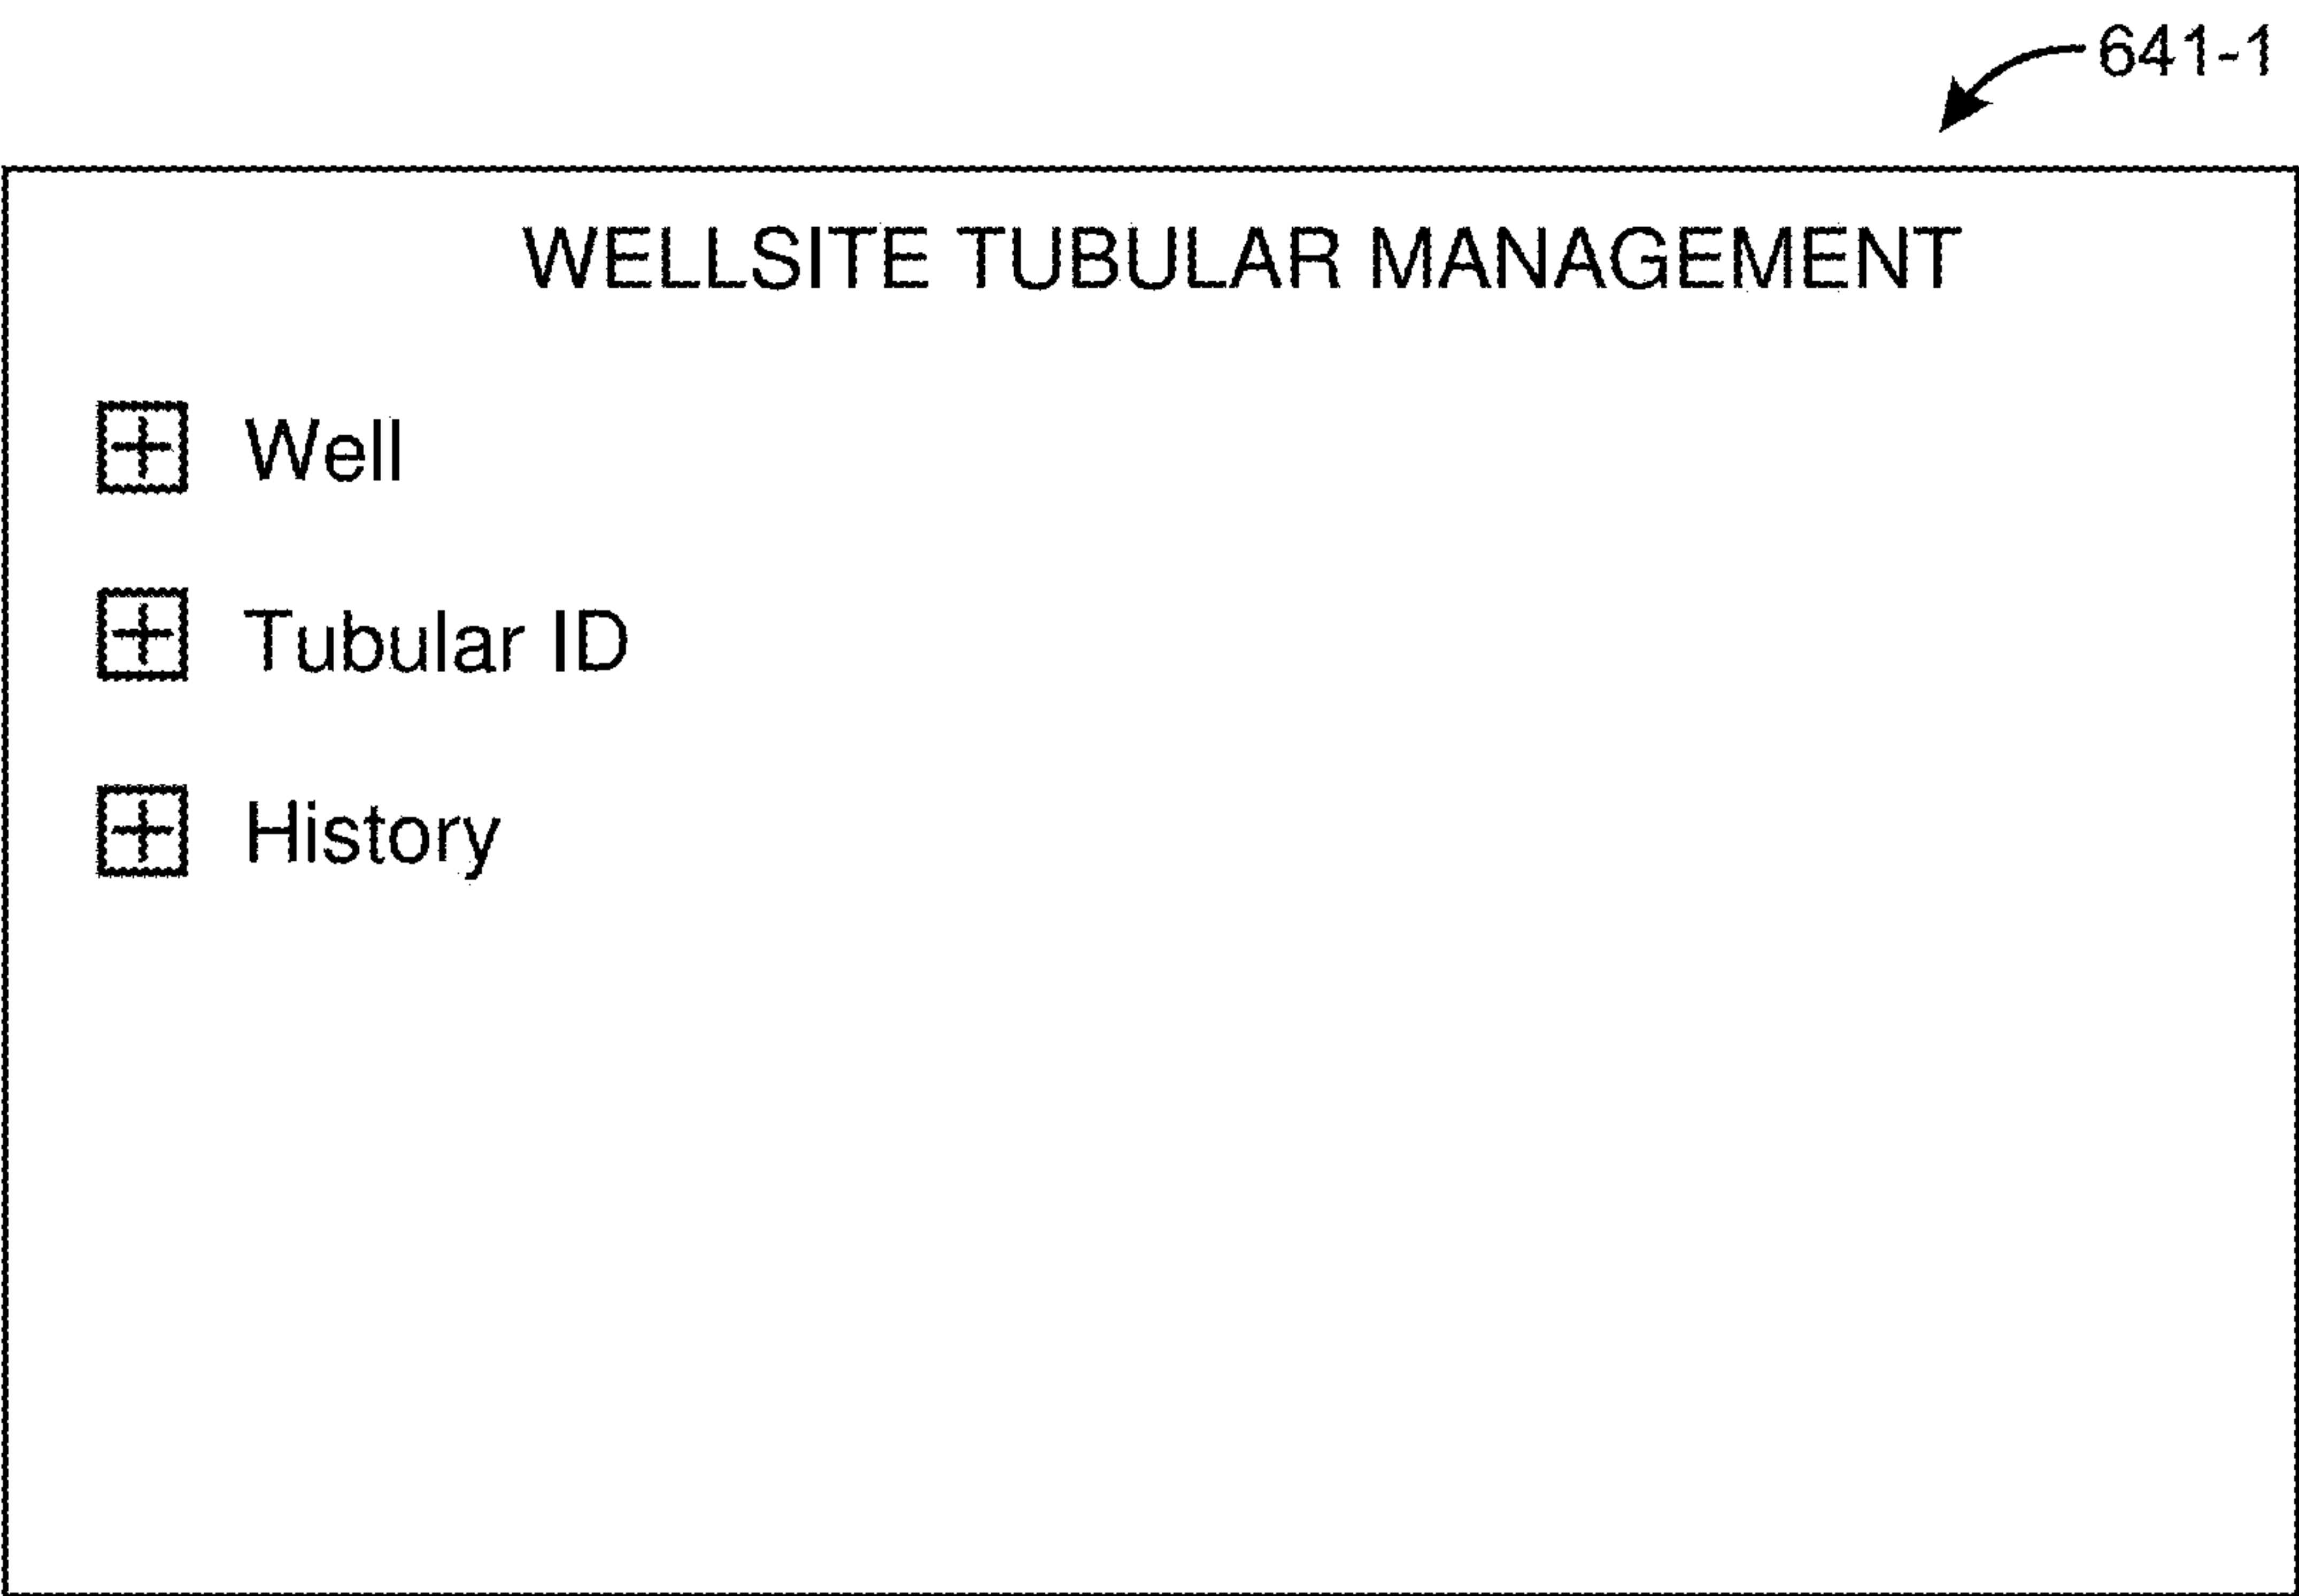 641-1
WELLSITE TUBULAR MANAGEMENT
Well
Tubular ID
History